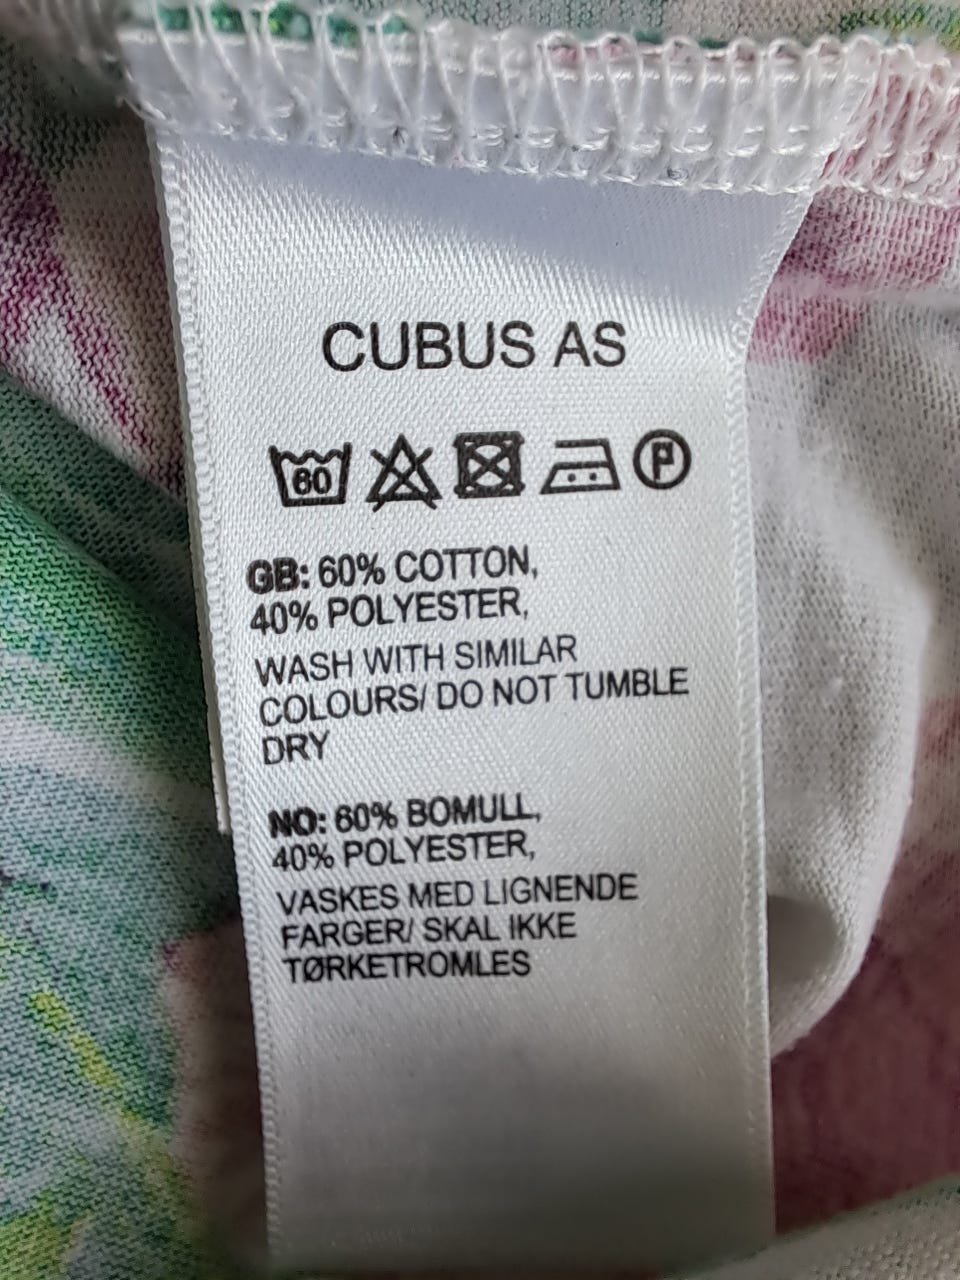 CUBUS AS
60 P
GB: 60% COTTON,
40% POLYESTER,
WASH WITH SIMILAR
COLOURS/ DO NOT TUMBLE
DRY
NO: 60% BOMULL,
40% POLYESTER,
VASKES MED LIGNENDE
FARGER/ SKAL IKKE
TØRKETROMLES